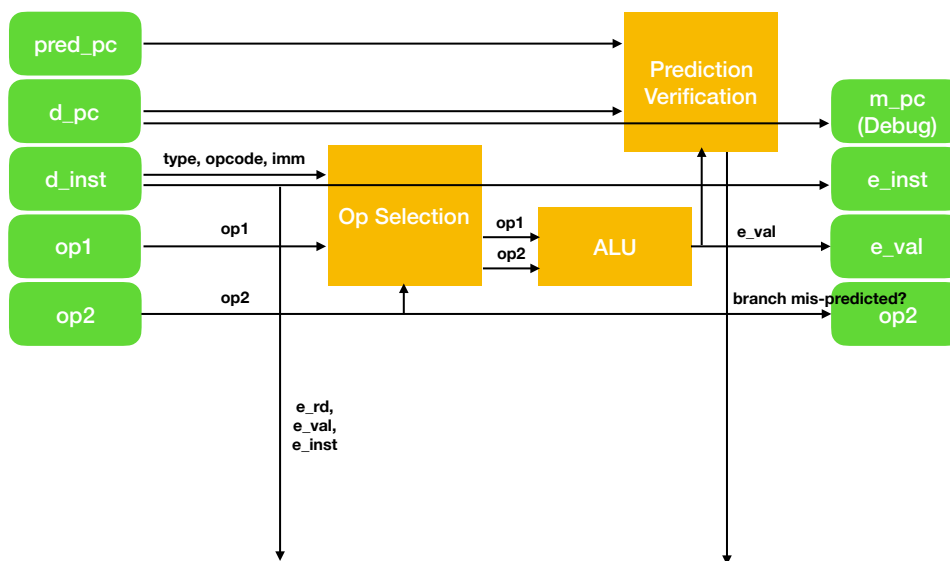 pred_pc
Prediction
Verification
d_pc
m_pc
(Debug)
type, opcode, imm
d_inst
e_inst
Op Selection
op1
op1
op1
op2
ALU
e_val
e_val
op2
op2
branch mis-predicted?
op2
e_rd,
e_val,
e_inst